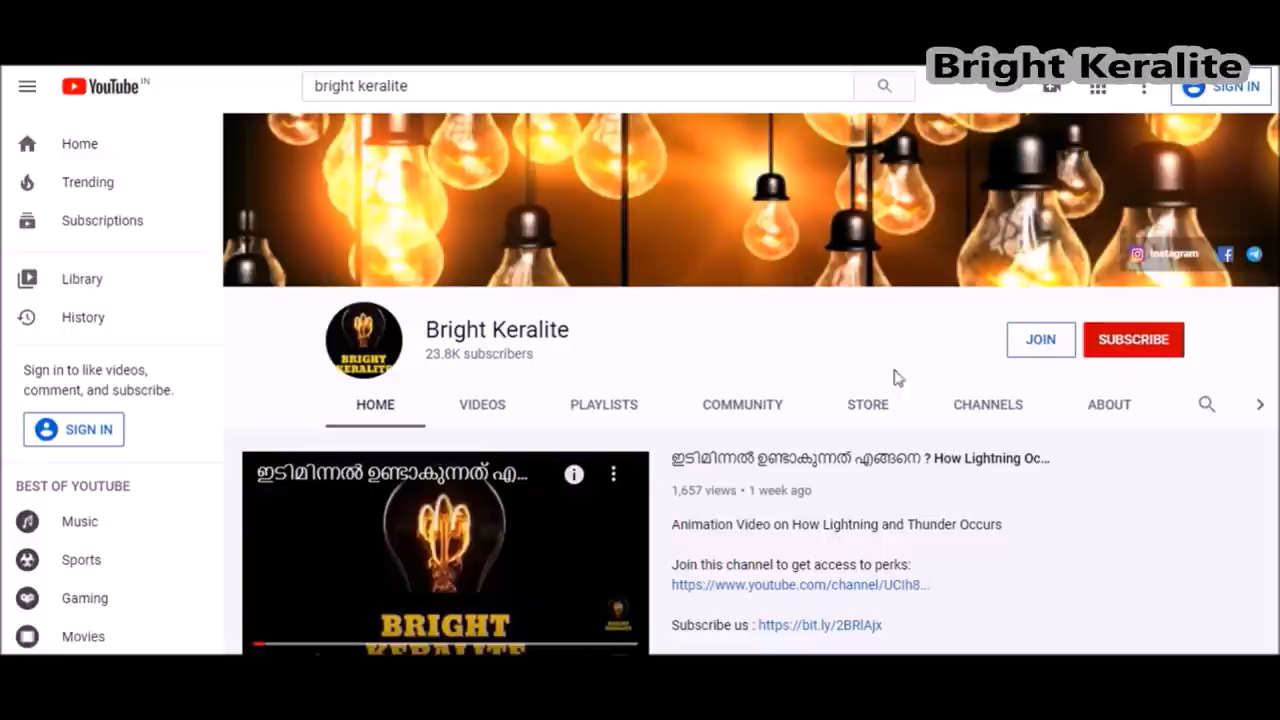 Bright Keralite
YouTube IN
bright keralite
SIGN IN
Home
Trending
Subscriptions
Library
History
Sign in to like videos,
comment, and subscribe.
SIGN IN
BEST OF YOUTUBE
Music
Sports
Gaming
Movies
Instagram
BRIGHT
KERALITE
Bright Keralite
23.8K subscribers
JOIN
SUBSCRIBE
HOME
VIDEOS
PLAYLISTS
COMMUNITY
STORE
CHANNELS
ABOUT
ഇടിമിന്നൽ ഉണ്ടാകുന്നത് എ...
BRIGHT
KERALITE
ഇടിമിന്നൽ ഉണ്ടാകുന്നത് എങ്ങനെ ? How Lightning Oc...
1,657 views • 1 week ago
Animation Video on How Lightning and Thunder Occurs
Join this channel to get access to perks:
https://www.youtube.com/channel/UCIh8...
Subscribe us : https://bit.ly/2BRlAjx